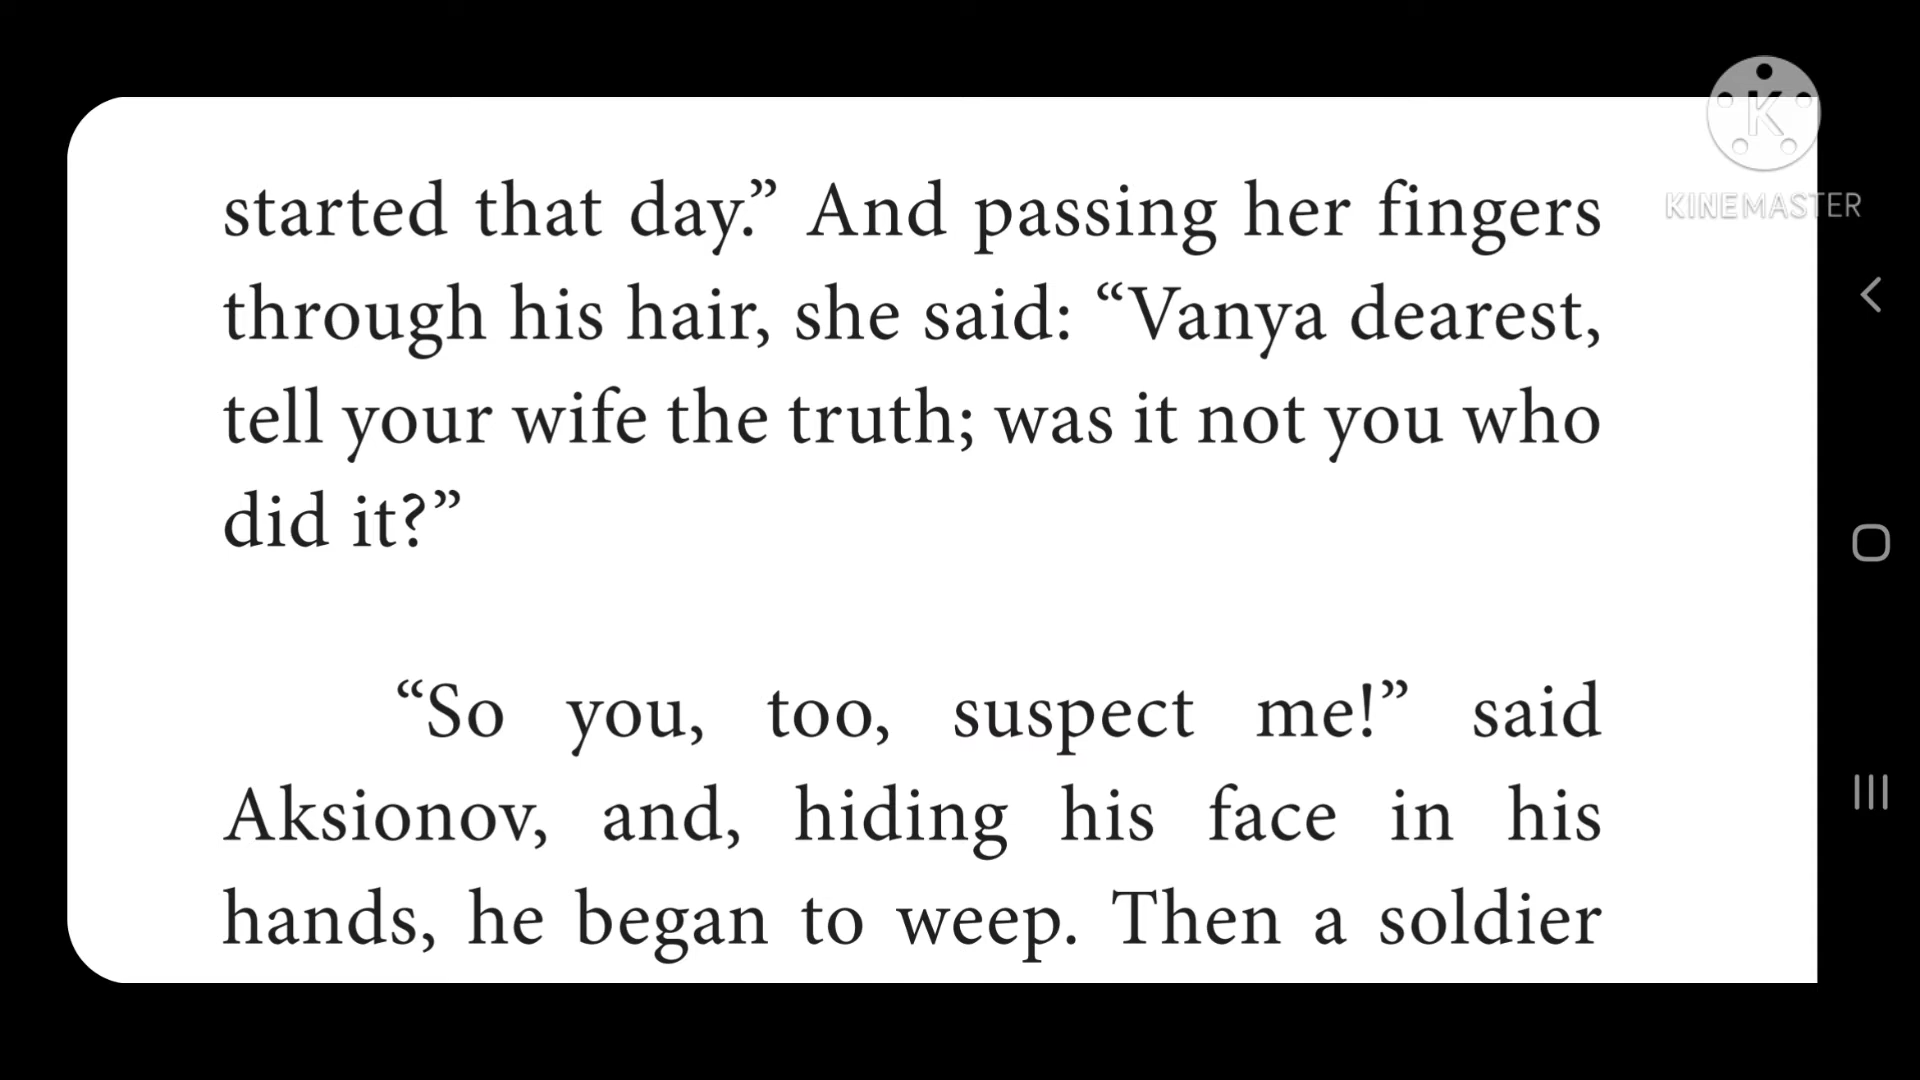 started that day.” And passing her fingers
through his hair, she said: “Vanya dearest,
tell your wife the truth; was it not you who
did it?”
“So you, too, suspect me!” said
Aksionov, and, hiding his face in his
hands, he began to weep. Then a soldier
K
KINEMASTER